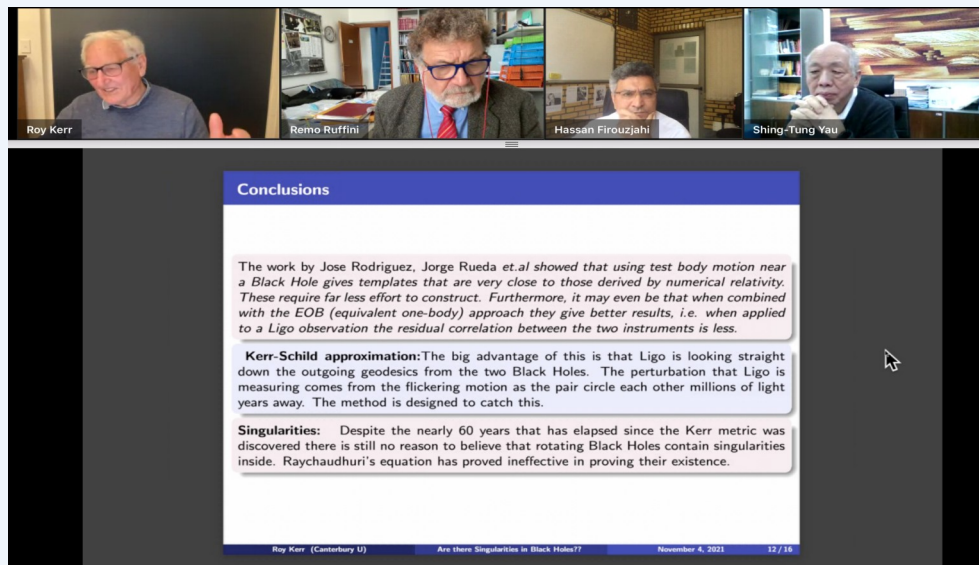 Roy Kerr
Remo Ruffini
Hassan Firouzjahi
Shing-Tung Yau
Conclusions
The work by Jose Rodriguez, Jorge Rueda et.al showed that using test body motion near
a Black Hole gives templates that are very close to those derived by numerical relativity.
These require far less effort to construct. Furthermore, it may even be that when combined
with the EOB (equivalent one-body) approach they give better results, i.e. when applied
to a Ligo observation the residual correlation between the two instruments is less.
Kerr-Schild approximation:The big advantage of this is that Ligo is looking straight
down the outgoing geodesics from the two Black Holes. The perturbation that Ligo is
measuring comes from the flickering motion as the pair circle each other millions of light
years away. The method is designed to catch this.
Singularities: Despite the nearly 60 years that has elapsed since the Kerr metric was
discovered there is still no reason to believe that rotating Black Holes contain singularities
inside. Raychaudhuri's equation has proved ineffective in proving their existence.
Roy Kerr (Canterbury U) Are there Singularities in Black Holes?? November 4, 2021 12 / 16